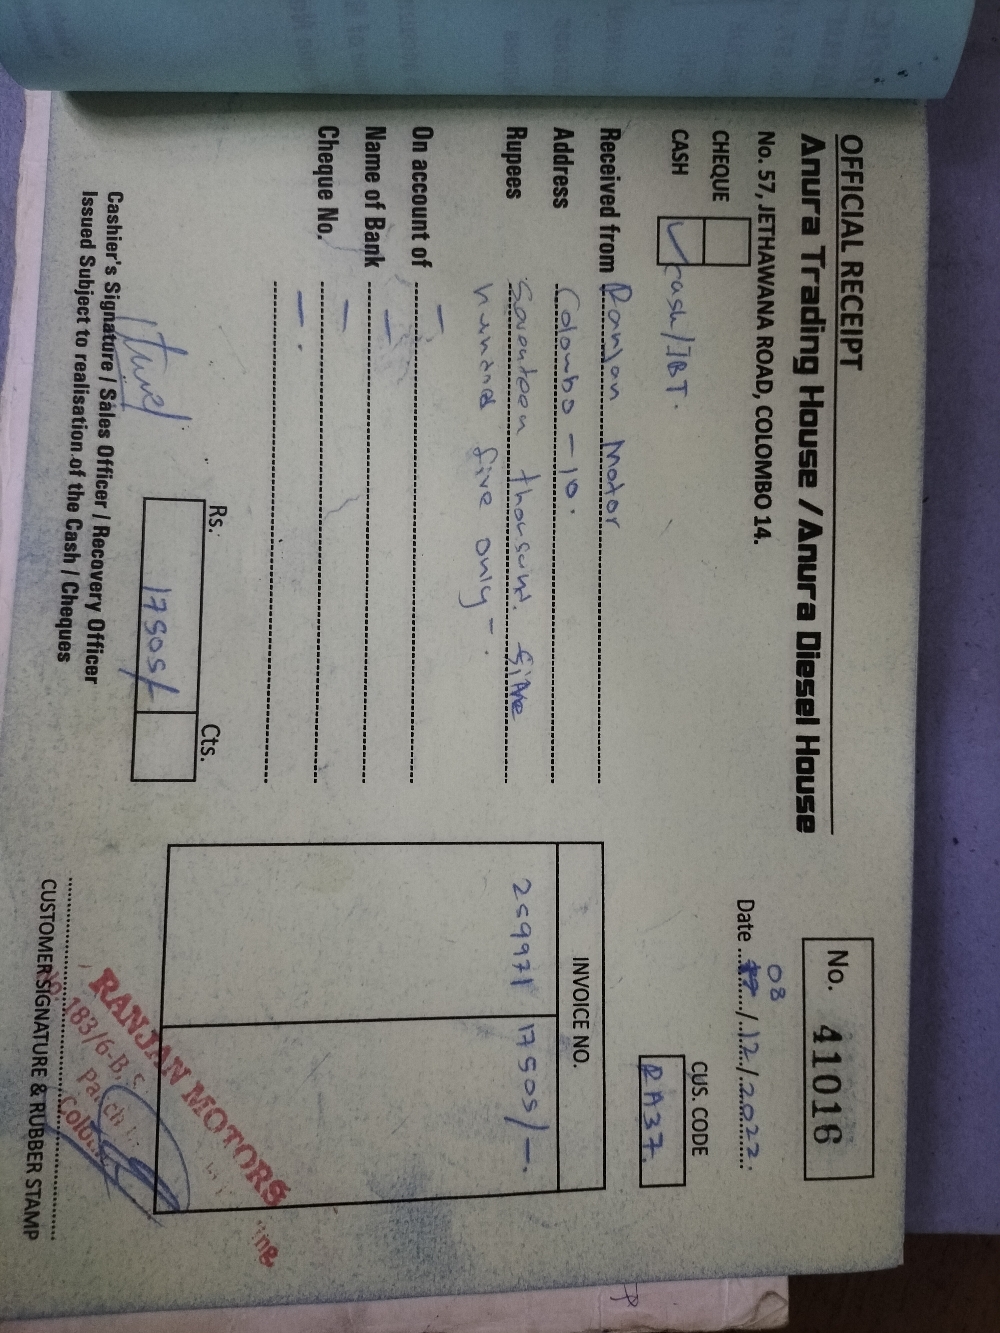 OFFICIAL RECEIPT
Anura Trading House / Anura Diesel House
No. 57, JETHAWANA ROAD, COLOMBO 14.
No. 41016
CHEQUE
CASH ✓ cash/IBT.
Date 08/12/2022.
CUS. CODE
RA37.
Received from Ranjan Motor
Address Colombo - 10.
Rupees Seventeen thousand. five
hundred five only -.
On account of -
Name of Bank -
Cheque No. -
- .
INVOICE NO.
259971 17505/-.
Rs. Cts.
17505/
Cashier's Signature / Sales Officer / Recovery Officer
Issued Subject to realisation of the Cash / Cheques
RANJAN MOTORS
No: 183/6-B,
CUSTOMER SIGNATURE & RUBBER STAMP